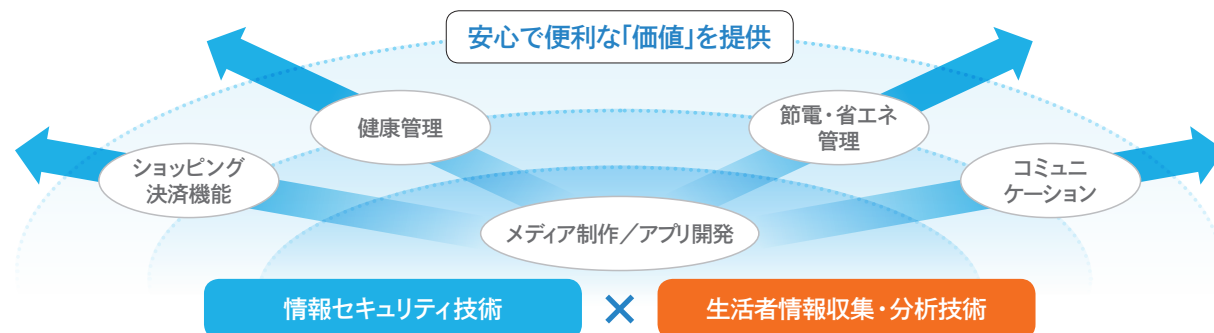 安心で便利な「価値」を提供
健康管理
節電・省エネ
管理
ショッピング
決済機能
コミュニ
ケーション
メディア制作／アプリ開発
情報セキュリティ技術 × 生活者情報収集・分析技術